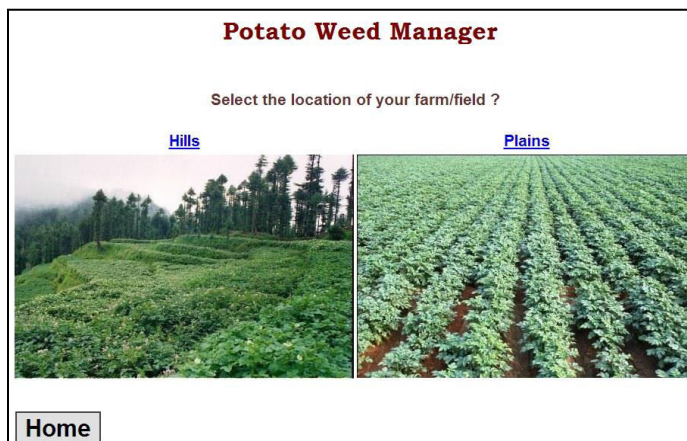 Potato Weed Manager
Select the location of your farm/field ?
Hills
Plains
Home